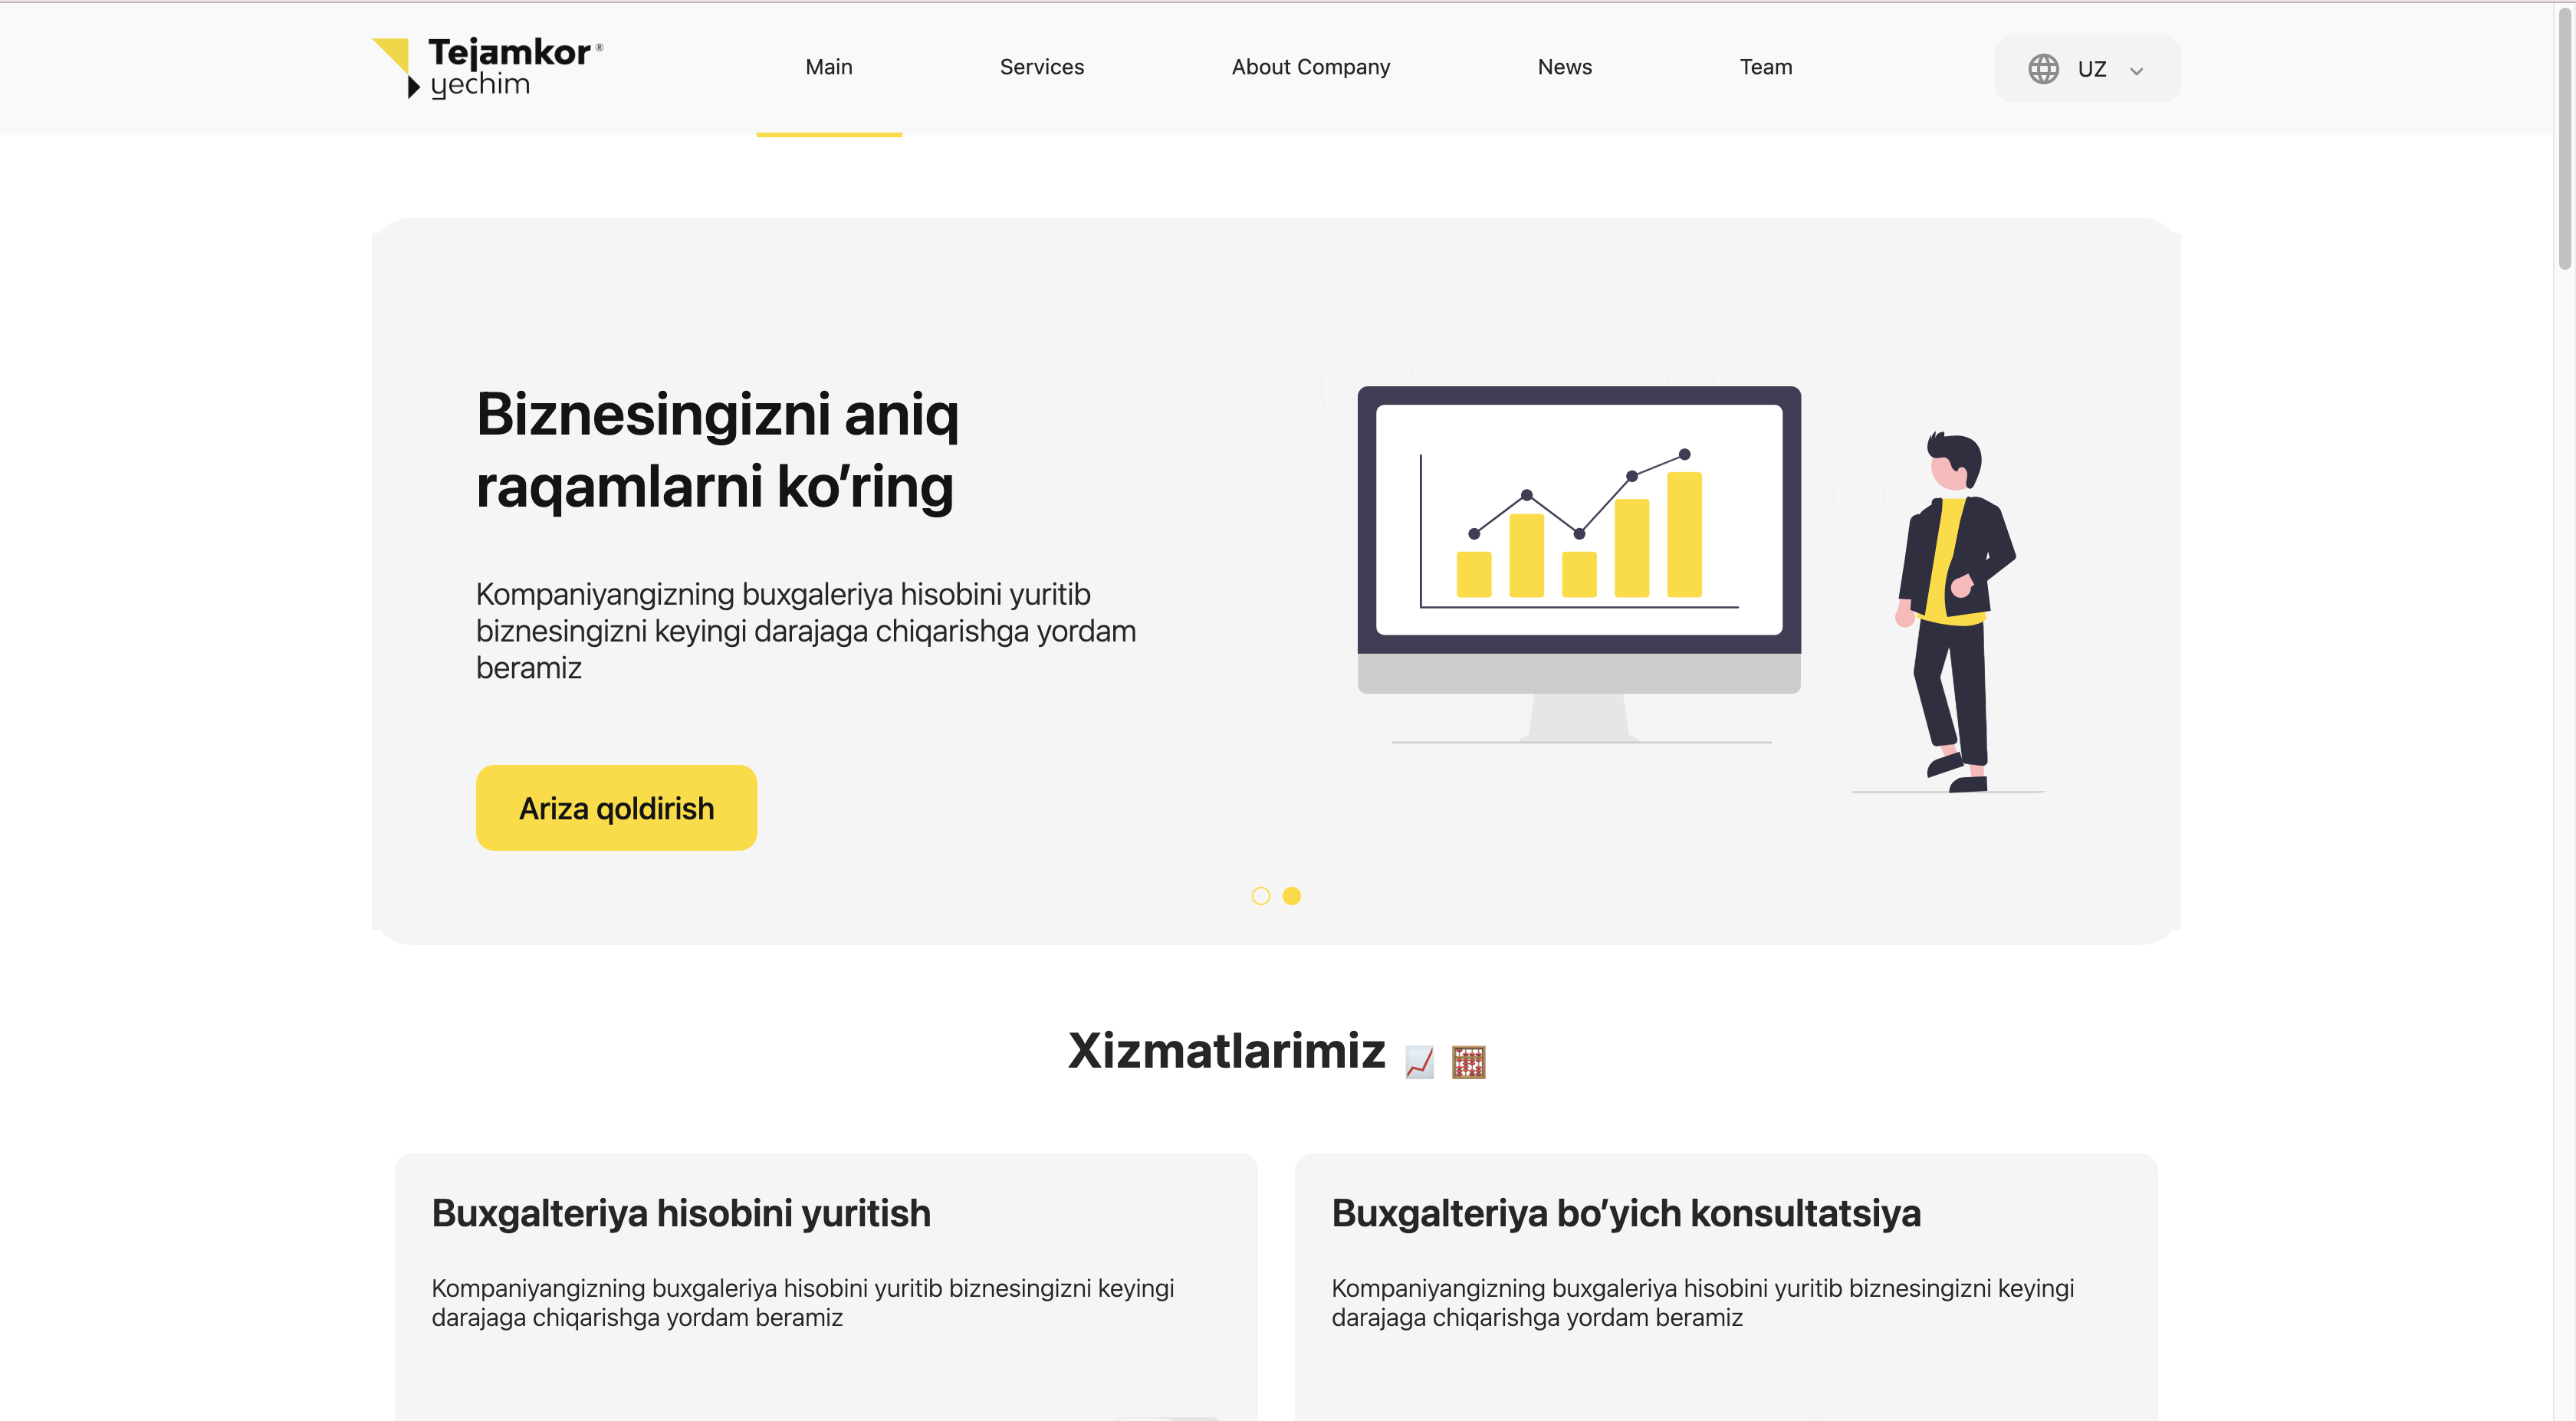 Tejamkor®
yechim
Main
Services
About Company
News
Team
UZ
Biznesingizni aniq
raqamlarni ko’ring
Kompaniyangizning buxgaleriya hisobini yuritib
biznesingizni keyingi darajaga chiqarishga yordam
beramiz
Ariza qoldirish
Xizmatlarimiz
Buxgalteriya hisobini yuritish
Kompaniyangizning buxgaleriya hisobini yuritib biznesingizni keyingi
darajaga chiqarishga yordam beramiz
Buxgalteriya bo’yich konsultatsiya
Kompaniyangizning buxgaleriya hisobini yuritib biznesingizni keyingi
darajaga chiqarishga yordam beramiz